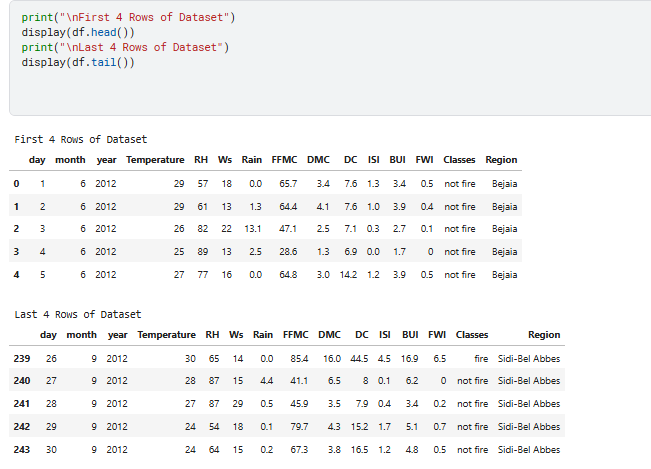 print("\nFirst 4 Rows of Dataset")
display(df.head())
print("\nLast 4 Rows of Dataset")
display(df.tail())
First 4 Rows of Dataset
day month year Temperature RH Ws Rain FFMC DMC DC ISI BUI FWI Classes Region
0 1 6 2012 29 57 18 0.0 65.7 3.4 7.6 1.3 3.4 0.5 not fire Bejaia
1 2 6 2012 29 61 13 1.3 64.4 4.1 7.6 1.0 3.9 0.4 not fire Bejaia
2 3 6 2012 26 82 22 13.1 47.1 2.5 7.1 0.3 2.7 0.1 not fire Bejaia
3 4 6 2012 25 89 13 2.5 28.6 1.3 6.9 0.0 1.7 0 not fire Bejaia
4 5 6 2012 27 77 16 0.0 64.8 3.0 14.2 1.2 3.9 0.5 not fire Bejaia
Last 4 Rows of Dataset
day month year Temperature RH Ws Rain FFMC DMC DC ISI BUI FWI Classes Region
239 26 9 2012 30 65 14 0.0 85.4 16.0 44.5 4.5 16.9 6.5 fire Sidi-Bel Abbes
240 27 9 2012 28 87 15 4.4 41.1 6.5 8 0.1 6.2 0 not fire Sidi-Bel Abbes
241 28 9 2012 27 87 29 0.5 45.9 3.5 7.9 0.4 3.4 0.2 not fire Sidi-Bel Abbes
242 29 9 2012 24 54 18 0.1 79.7 4.3 15.2 1.7 5.1 0.7 not fire Sidi-Bel Abbes
243 30 9 2012 24 64 15 0.2 67.3 3.8 16.5 1.2 4.8 0.5 not fire Sidi-Bel Abbes